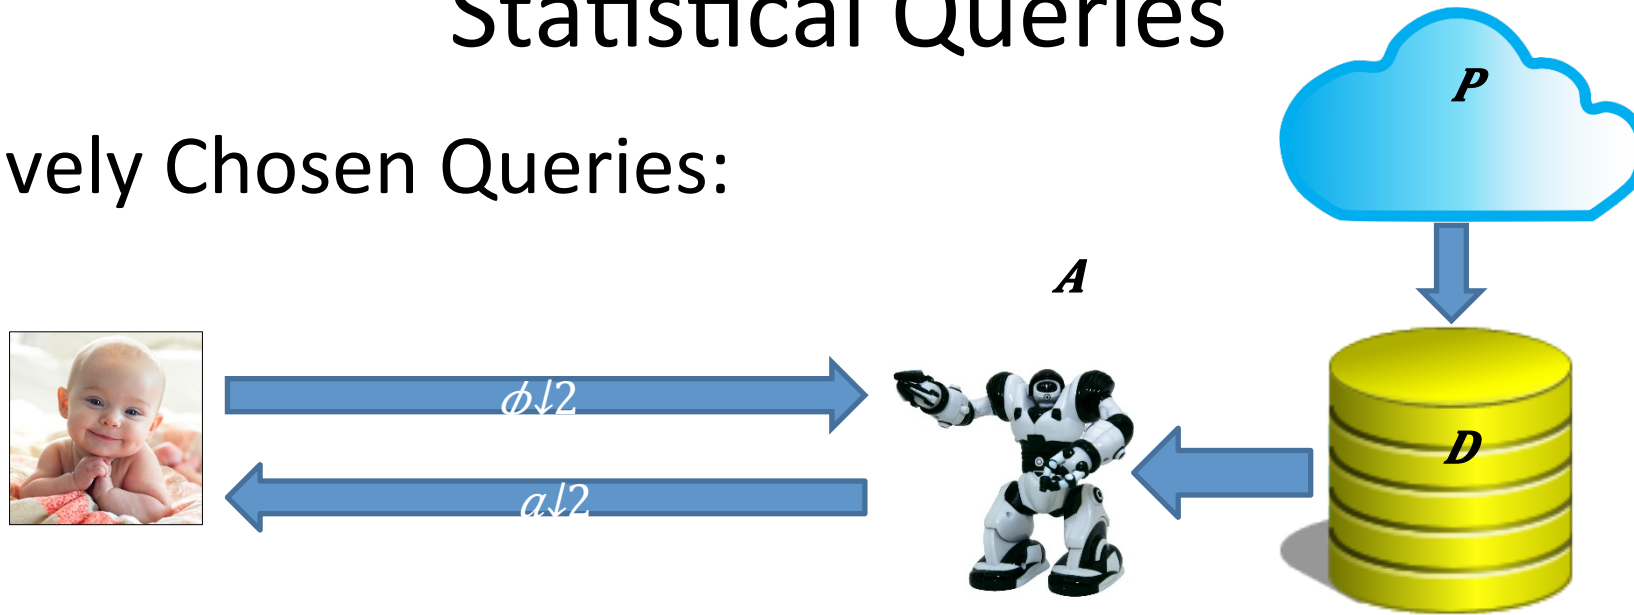 Statistical Queries
P
vely Chosen Queries:
A
ϕ↓2
D
a↓2